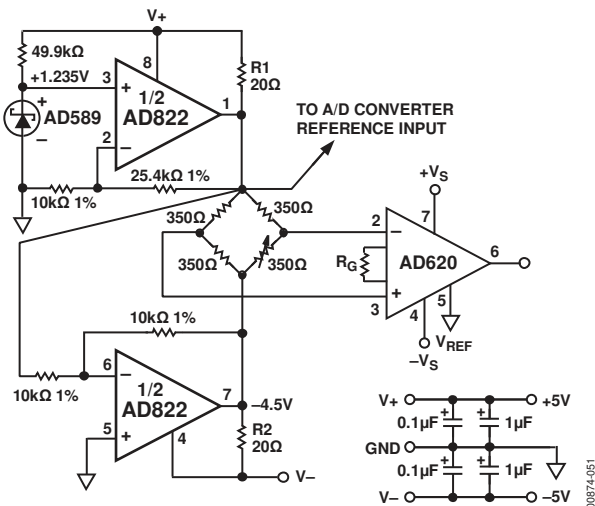 V+
49.9kΩ
+1.235V
AD589
+
–
3
+
8
1/2
AD822
1
2
–
R1
20Ω
TO A/D CONVERTER
REFERENCE INPUT
10kΩ 1%
25.4kΩ 1%
350Ω
350Ω
350Ω
350Ω
+VS
7
2
–
RG
AD620
6
+
3
4
5
VREF
–VS
10kΩ 1%
10kΩ 1%
6
–
1/2
AD822
7
–4.5V
5
+
4
R2
20Ω
V–
V+
+5V
0.1µF
+
+
1µF
GND
0.1µF
+
+
1µF
V–
–5V
00874-051